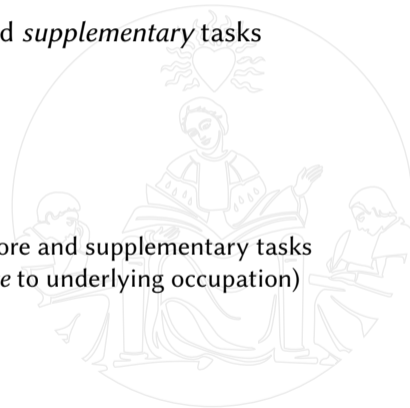 d supplementary tasks
ore and supplementary tasks
e to underlying occupation)